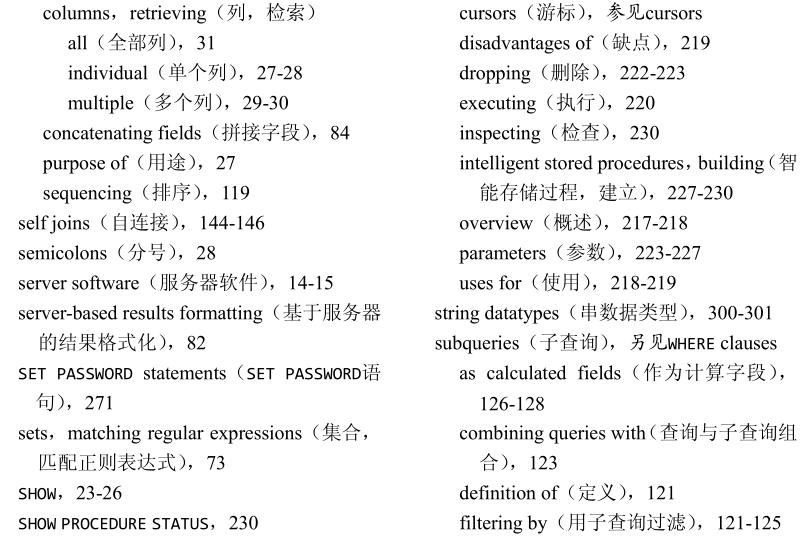 columns，retrieving（列，检索）
all（全部列），31
individual（单个列），27-28
multiple（多个列），29-30
concatenating fields（拼接字段），84
purpose of（用途），27
sequencing（排序），119
self joins（自连接），144-146
semicolons（分号），28
server software（服务器软件），14-15
server-based results formatting（基于服务器
的结果格式化），82
SET PASSWORD statements（SET PASSWORD语
句），271
sets，matching regular expressions（集合，
匹配正则表达式），73
SHOW，23-26
SHOW PROCEDURE STATUS，230
cursors（游标），参见cursors
disadvantages of（缺点），219
dropping（删除），222-223
executing（执行），220
inspecting（检查），230
intelligent stored procedures，building（智
能存储过程，建立），227-230
overview（概述），217-218
parameters（参数），223-227
uses for（使用），218-219
string datatypes（串数据类型），300-301
subqueries（子查询），另见WHERE clauses
as calculated fields（作为计算字段），
126-128
combining queries with（查询与子查询组
合），123
definition of（定义），121
filtering by（用子查询过滤），121-125